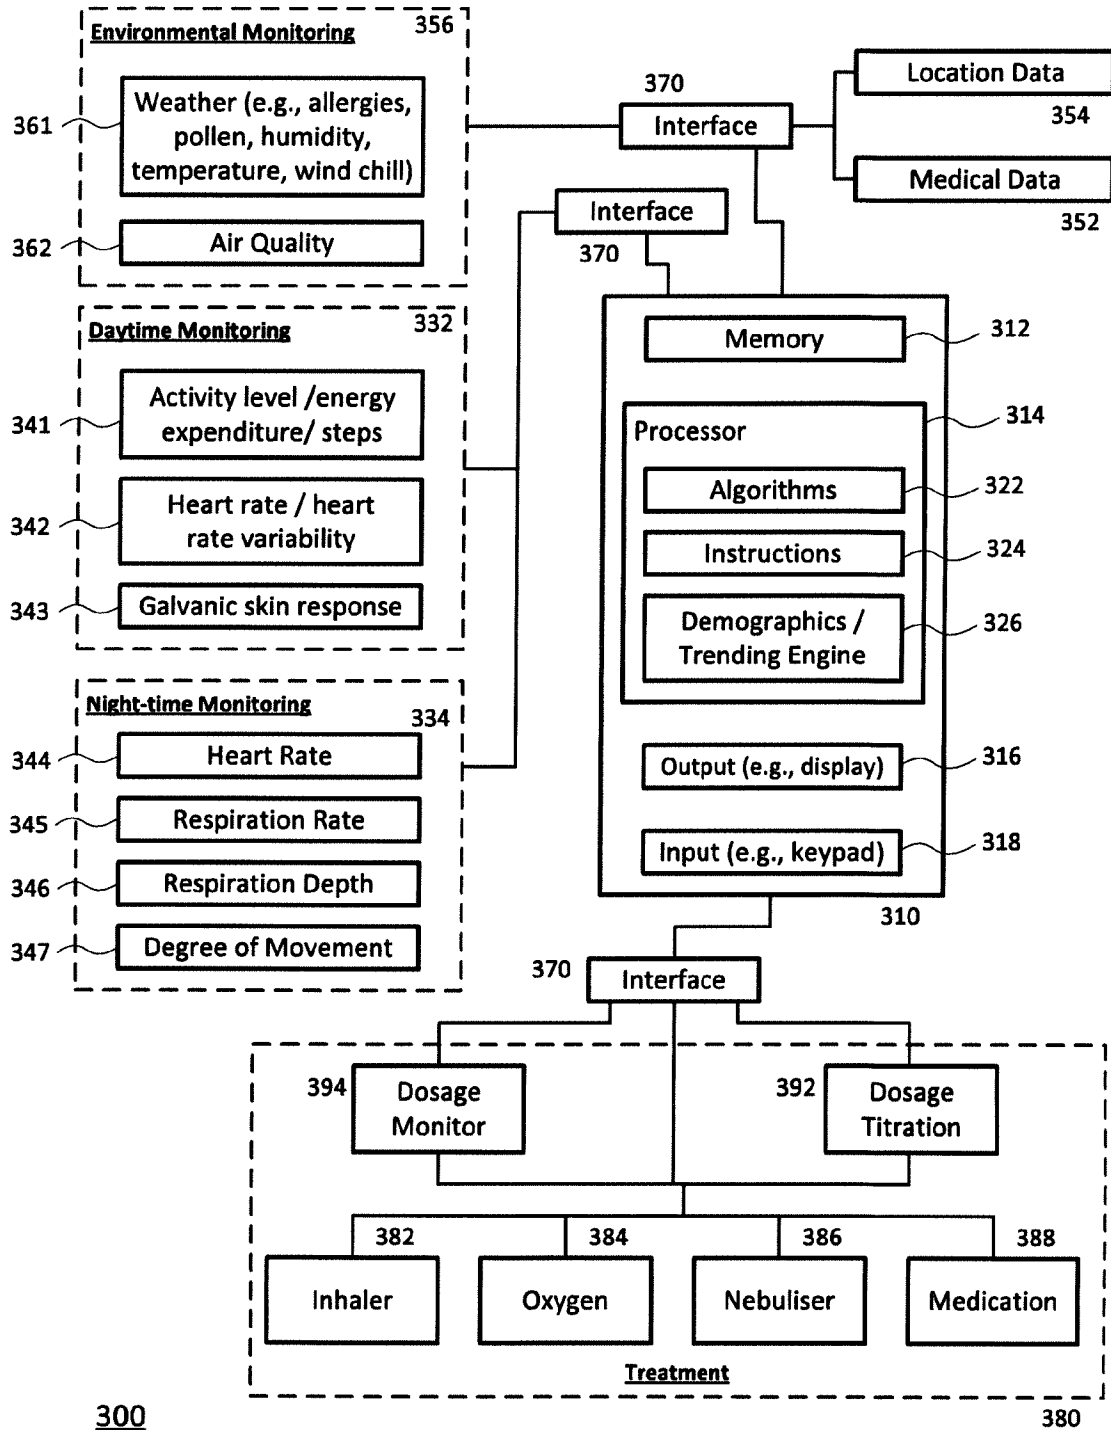 Environmental Monitoring
356
361
Weather (e.g., allergies,
pollen, humidity,
temperature, wind chill)
362
Air Quality
370
Interface
Location Data
354
Medical Data
352
Interface
370
Daytime Monitoring
332
341
Activity level /energy
expenditure/ steps
342
Heart rate / heart
rate variability
343
Galvanic skin response
Night-time Monitoring
334
344
Heart Rate
345
Respiration Rate
346
Respiration Depth
347
Degree of Movement
Memory
312
314
Processor
Algorithms
322
Instructions
324
Demographics /
Trending Engine
326
Output (e.g., display)
316
Input (e.g., keypad)
318
310
370
Interface
394
Dosage
Monitor
392
Dosage
Titration
382
Inhaler
384
Oxygen
386
Nebuliser
388
Medication
Treatment
380
300